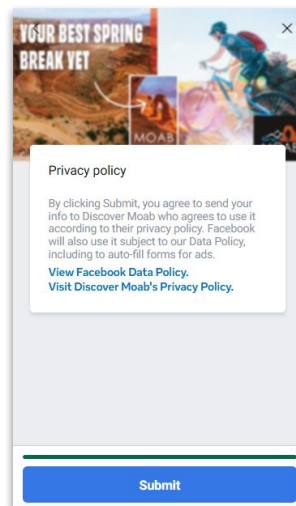 YOUR BEST SPRING
BREAK YET
MOAB
Privacy policy
By clicking Submit, you agree to send your
info to Discover Moab who agrees to use it
according to their privacy policy. Facebook
will also use it subject to our Data Policy,
including to auto-fill forms for ads.
View Facebook Data Policy.
Visit Discover Moab's Privacy Policy.
Submit